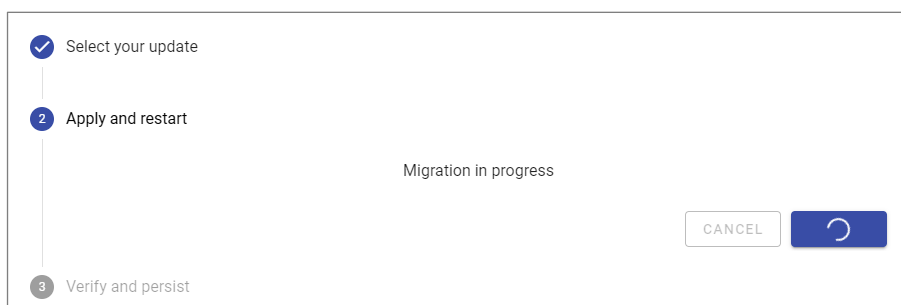 Select your update
2 Apply and restart
Migration in progress
CANCEL
3 Verify and persist